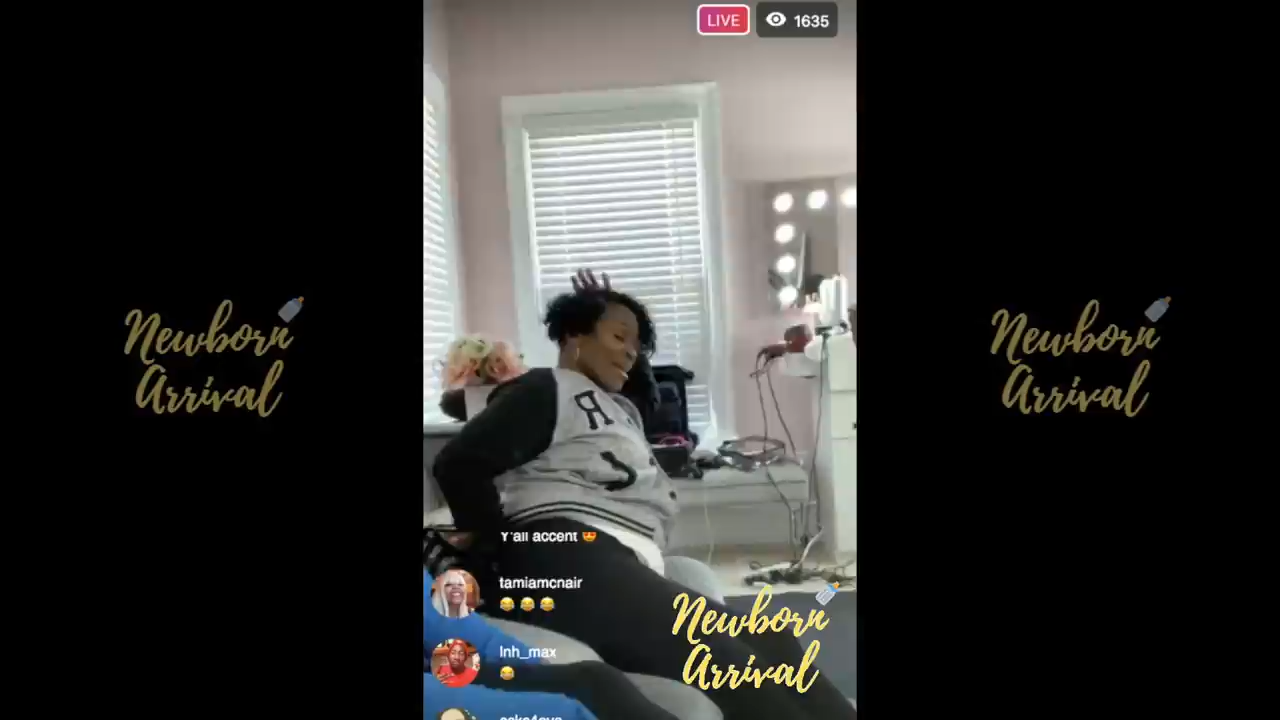 LIVE 1635
Y'all accent 😍
tamiamcnair
😂 😂 😂
lnh_max
😂
Newborn
Arrival
Newborn
Arrival
Newborn
Arrival